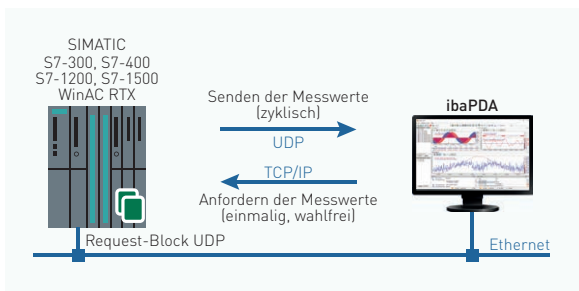 SIMATIC
S7-300, S7-400
S7-1200, S7-1500
WinAC RTX
Senden der Messwerte
(zyklisch)
UDP
TCP/IP
Anfordern der Messwerte
(einmalig, wahlfrei)
ibaPDA
Request-Block UDP
Ethernet